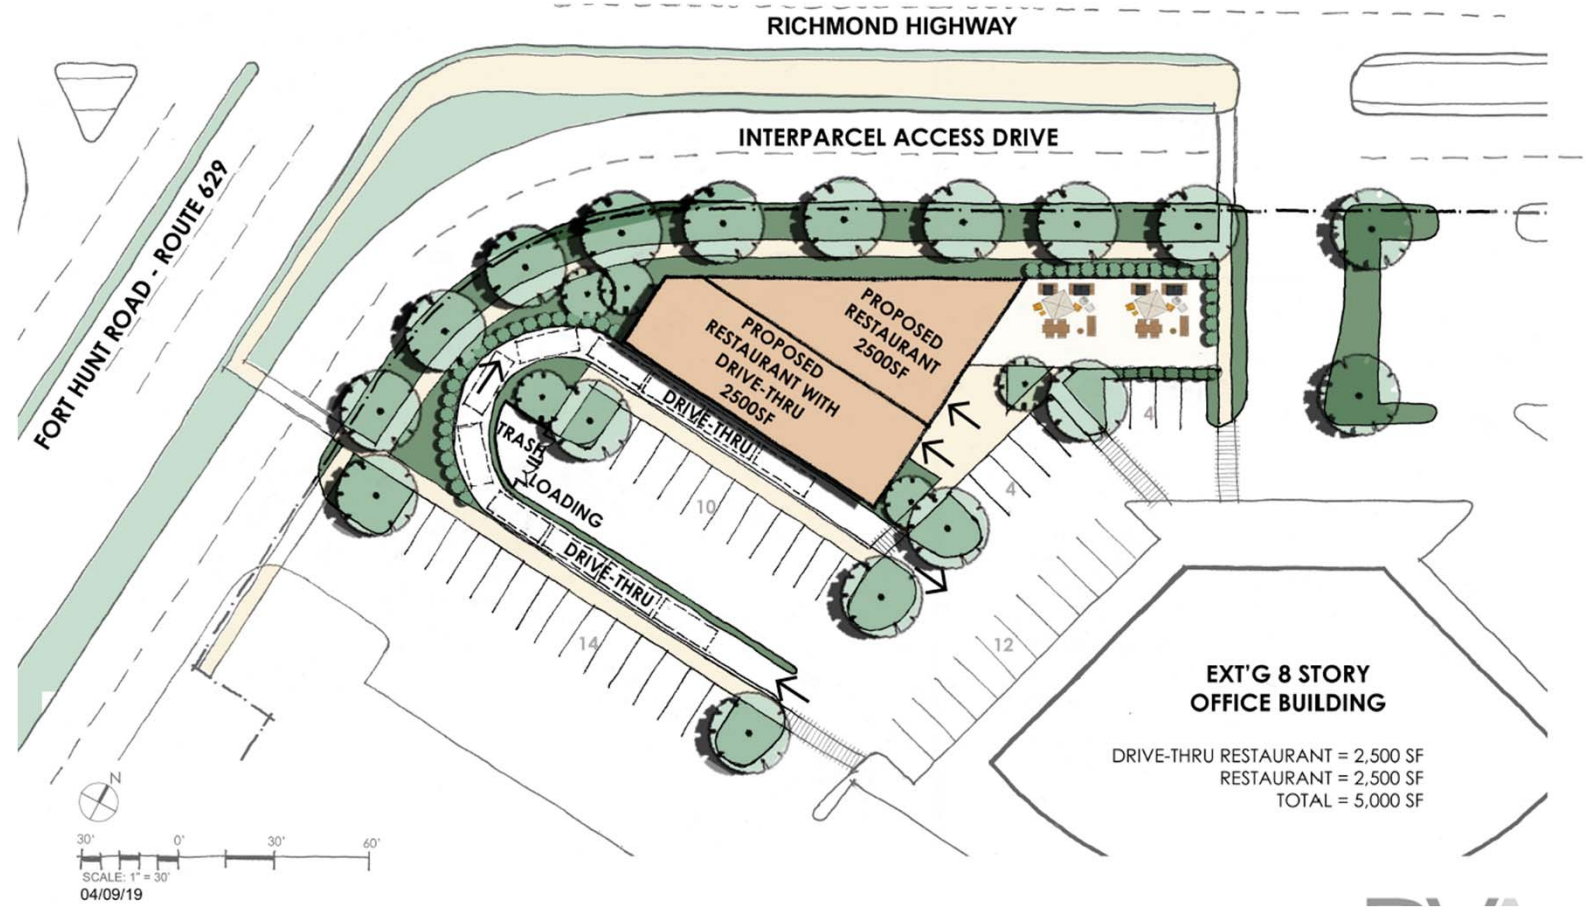 RICHMOND HIGHWAY
INTERPARCEL ACCESS DRIVE
FORT HUNT ROAD - ROUTE 629
PROPOSED
RESTAURANT
2500SF
PROPOSED
RESTAURANT WITH
DRIVE-THRU
2500SF
DRIVE-THRU
TRASH
LOADING
DRIVE-THRU
4
4
10
14
12
EXT'G 8 STORY
OFFICE BUILDING
DRIVE-THRU RESTAURANT = 2,500 SF
RESTAURANT = 2,500 SF
TOTAL = 5,000 SF
N
30' 0' 30' 60'
SCALE: 1" = 30'
04/09/19